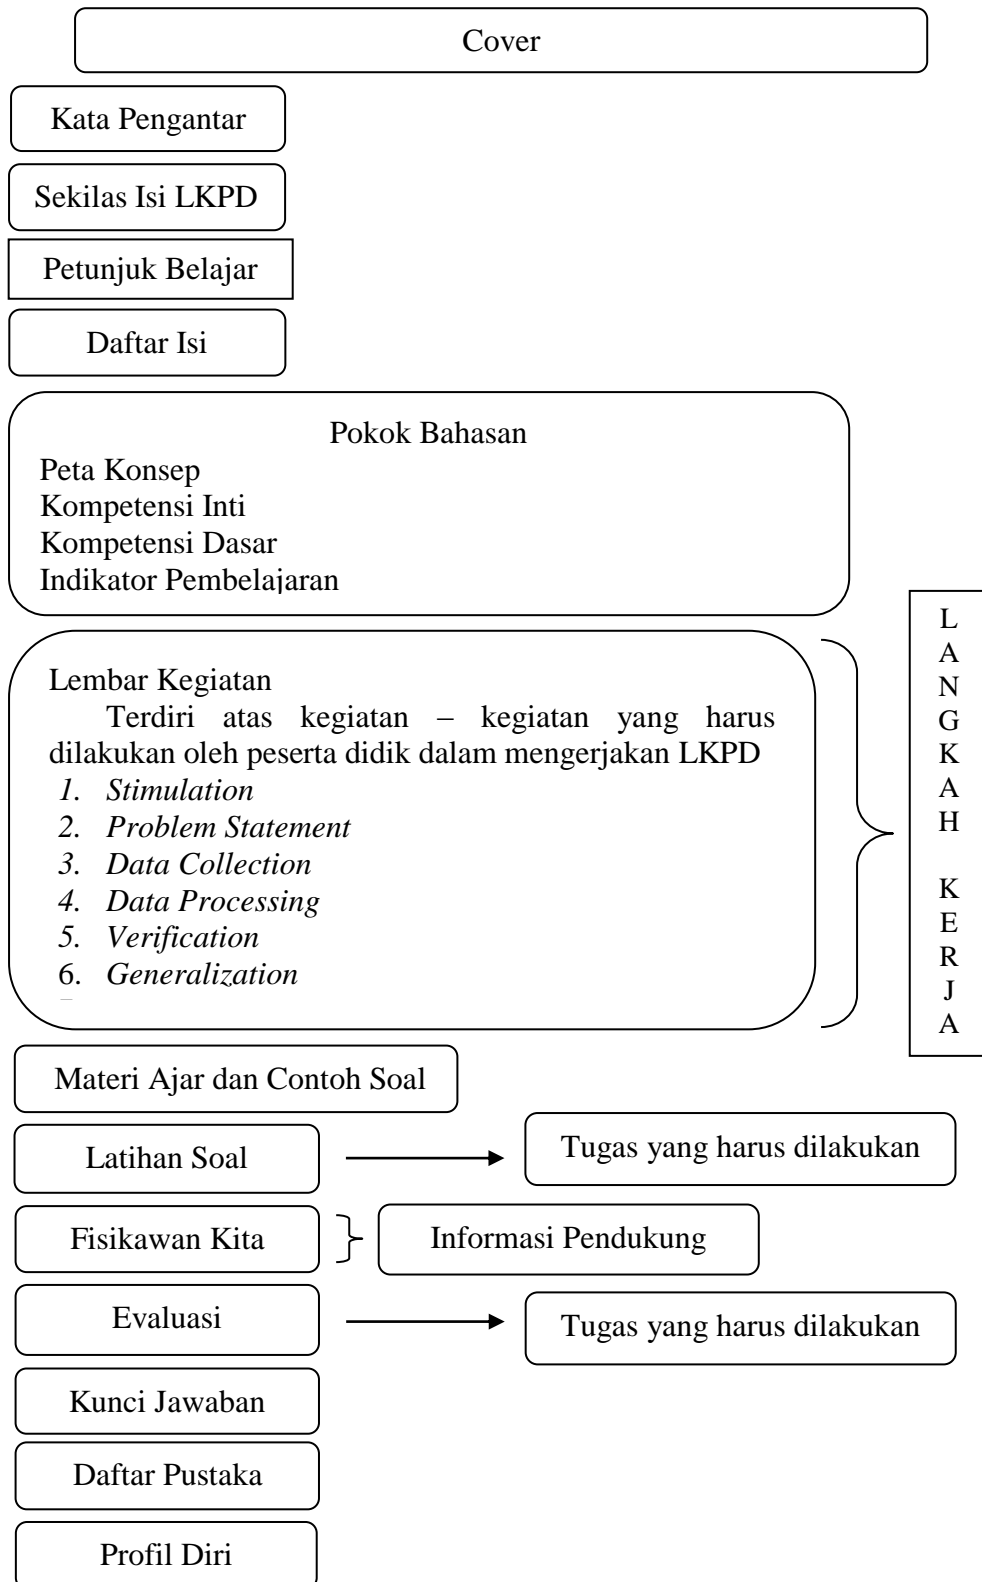 Cover
Kata Pengantar
Sekilas Isi LKPD
Petunjuk Belajar
Daftar Isi
Pokok Bahasan
Peta Konsep
Kompetensi Inti
Kompetensi Dasar
Indikator Pembelajaran
Lembar Kegiatan
Terdiri atas kegiatan – kegiatan yang harus
dilakukan oleh peserta didik dalam mengerjakan LKPD
1. Stimulation
2. Problem Statement
3. Data Collection
4. Data Processing
5. Verification
6. Generalization
L
A
N
G
K
A
H
K
E
R
J
A
Materi Ajar dan Contoh Soal
Latihan Soal
Tugas yang harus dilakukan
Fisikawan Kita
Informasi Pendukung
Evaluasi
Tugas yang harus dilakukan
Kunci Jawaban
Daftar Pustaka
Profil Diri